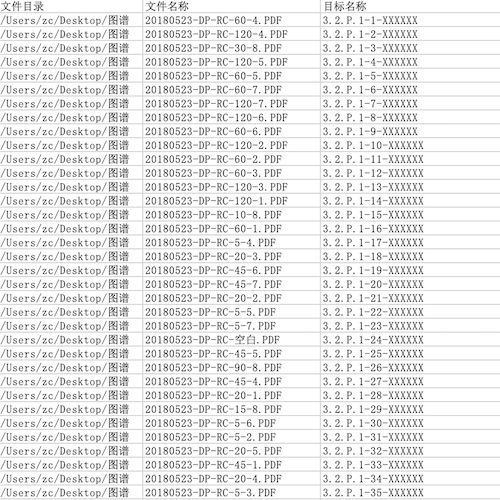 文件目录 文件名称 目标名称
/Users/zc/Desktop/图谱 20180523-DP-RC-60-4.PDF 3.2.P.1-1-XXXXXX
/Users/zc/Desktop/图谱 20180523-DP-RC-120-4.PDF 3.2.P.1-2-XXXXXX
/Users/zc/Desktop/图谱 20180523-DP-RC-30-8.PDF 3.2.P.1-3-XXXXXX
/Users/zc/Desktop/图谱 20180523-DP-RC-120-5.PDF 3.2.P.1-4-XXXXXX
/Users/zc/Desktop/图谱 20180523-DP-RC-60-5.PDF 3.2.P.1-5-XXXXXX
/Users/zc/Desktop/图谱 20180523-DP-RC-60-7.PDF 3.2.P.1-6-XXXXXX
/Users/zc/Desktop/图谱 20180523-DP-RC-120-7.PDF 3.2.P.1-7-XXXXXX
/Users/zc/Desktop/图谱 20180523-DP-RC-120-6.PDF 3.2.P.1-8-XXXXXX
/Users/zc/Desktop/图谱 20180523-DP-RC-60-6.PDF 3.2.P.1-9-XXXXXX
/Users/zc/Desktop/图谱 20180523-DP-RC-120-2.PDF 3.2.P.1-10-XXXXXX
/Users/zc/Desktop/图谱 20180523-DP-RC-60-2.PDF 3.2.P.1-11-XXXXXX
/Users/zc/Desktop/图谱 20180523-DP-RC-60-3.PDF 3.2.P.1-12-XXXXXX
/Users/zc/Desktop/图谱 20180523-DP-RC-120-3.PDF 3.2.P.1-13-XXXXXX
/Users/zc/Desktop/图谱 20180523-DP-RC-120-1.PDF 3.2.P.1-14-XXXXXX
/Users/zc/Desktop/图谱 20180523-DP-RC-10-8.PDF 3.2.P.1-15-XXXXXX
/Users/zc/Desktop/图谱 20180523-DP-RC-60-1.PDF 3.2.P.1-16-XXXXXX
/Users/zc/Desktop/图谱 20180523-DP-RC-5-4.PDF 3.2.P.1-17-XXXXXX
/Users/zc/Desktop/图谱 20180523-DP-RC-20-3.PDF 3.2.P.1-18-XXXXXX
/Users/zc/Desktop/图谱 20180523-DP-RC-45-6.PDF 3.2.P.1-19-XXXXXX
/Users/zc/Desktop/图谱 20180523-DP-RC-45-7.PDF 3.2.P.1-20-XXXXXX
/Users/zc/Desktop/图谱 20180523-DP-RC-20-2.PDF 3.2.P.1-21-XXXXXX
/Users/zc/Desktop/图谱 20180523-DP-RC-5-5.PDF 3.2.P.1-22-XXXXXX
/Users/zc/Desktop/图谱 20180523-DP-RC-5-7.PDF 3.2.P.1-23-XXXXXX
/Users/zc/Desktop/图谱 20180523-DP-RC-空白.PDF 3.2.P.1-24-XXXXXX
/Users/zc/Desktop/图谱 20180523-DP-RC-45-5.PDF 3.2.P.1-25-XXXXXX
/Users/zc/Desktop/图谱 20180523-DP-RC-90-8.PDF 3.2.P.1-26-XXXXXX
/Users/zc/Desktop/图谱 20180523-DP-RC-45-4.PDF 3.2.P.1-27-XXXXXX
/Users/zc/Desktop/图谱 20180523-DP-RC-20-1.PDF 3.2.P.1-28-XXXXXX
/Users/zc/Desktop/图谱 20180523-DP-RC-15-8.PDF 3.2.P.1-29-XXXXXX
/Users/zc/Desktop/图谱 20180523-DP-RC-5-6.PDF 3.2.P.1-30-XXXXXX
/Users/zc/Desktop/图谱 20180523-DP-RC-5-2.PDF 3.2.P.1-31-XXXXXX
/Users/zc/Desktop/图谱 20180523-DP-RC-20-5.PDF 3.2.P.1-32-XXXXXX
/Users/zc/Desktop/图谱 20180523-DP-RC-45-1.PDF 3.2.P.1-33-XXXXXX
/Users/zc/Desktop/图谱 20180523-DP-RC-20-4.PDF 3.2.P.1-34-XXXXXX
/Users/zc/Desktop/图谱 20180523-DP-RC-5-3.PDF 3.2.P.1-35-XXXXXX